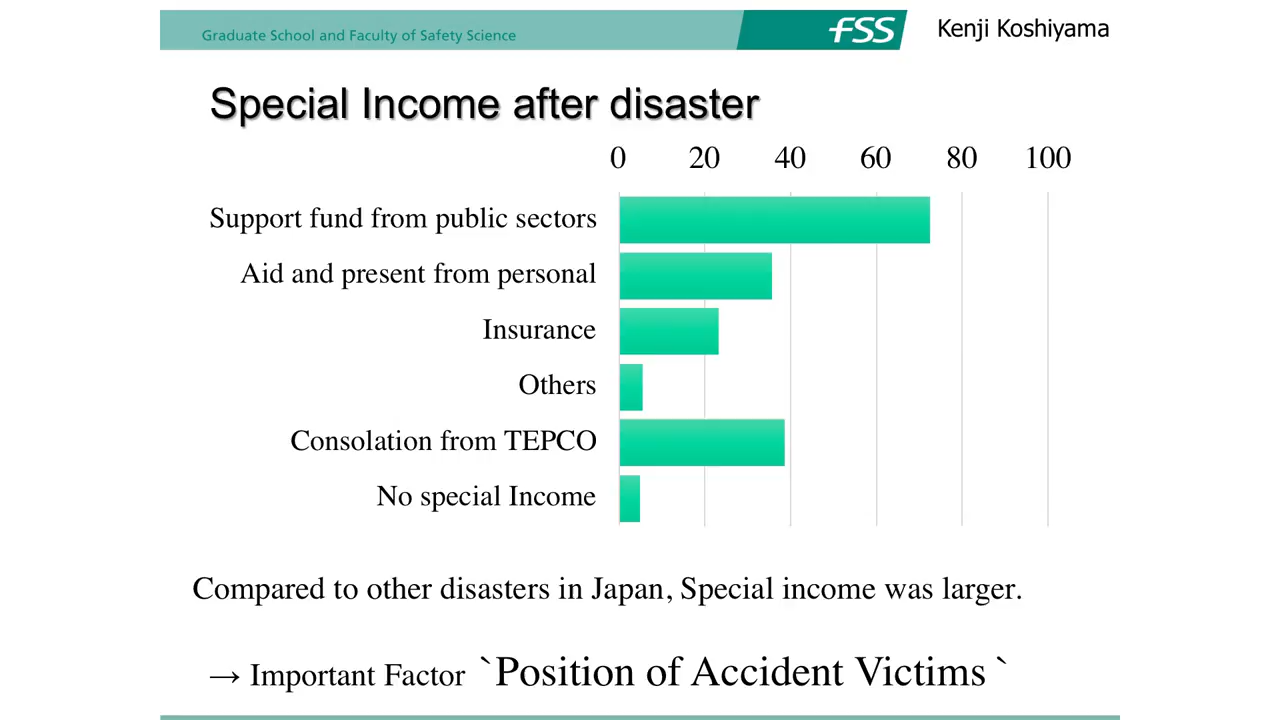 Graduate School and Faculty of Safety Science
FSS
Kenji Koshiyama
Special Income after disaster
0 20 40 60 80 100
Support fund from public sectors
Aid and present from personal
Insurance
Others
Consolation from TEPCO
No special Income
Compared to other disasters in Japan, Special income was larger.
→ Important Factor `Position of Accident Victims `